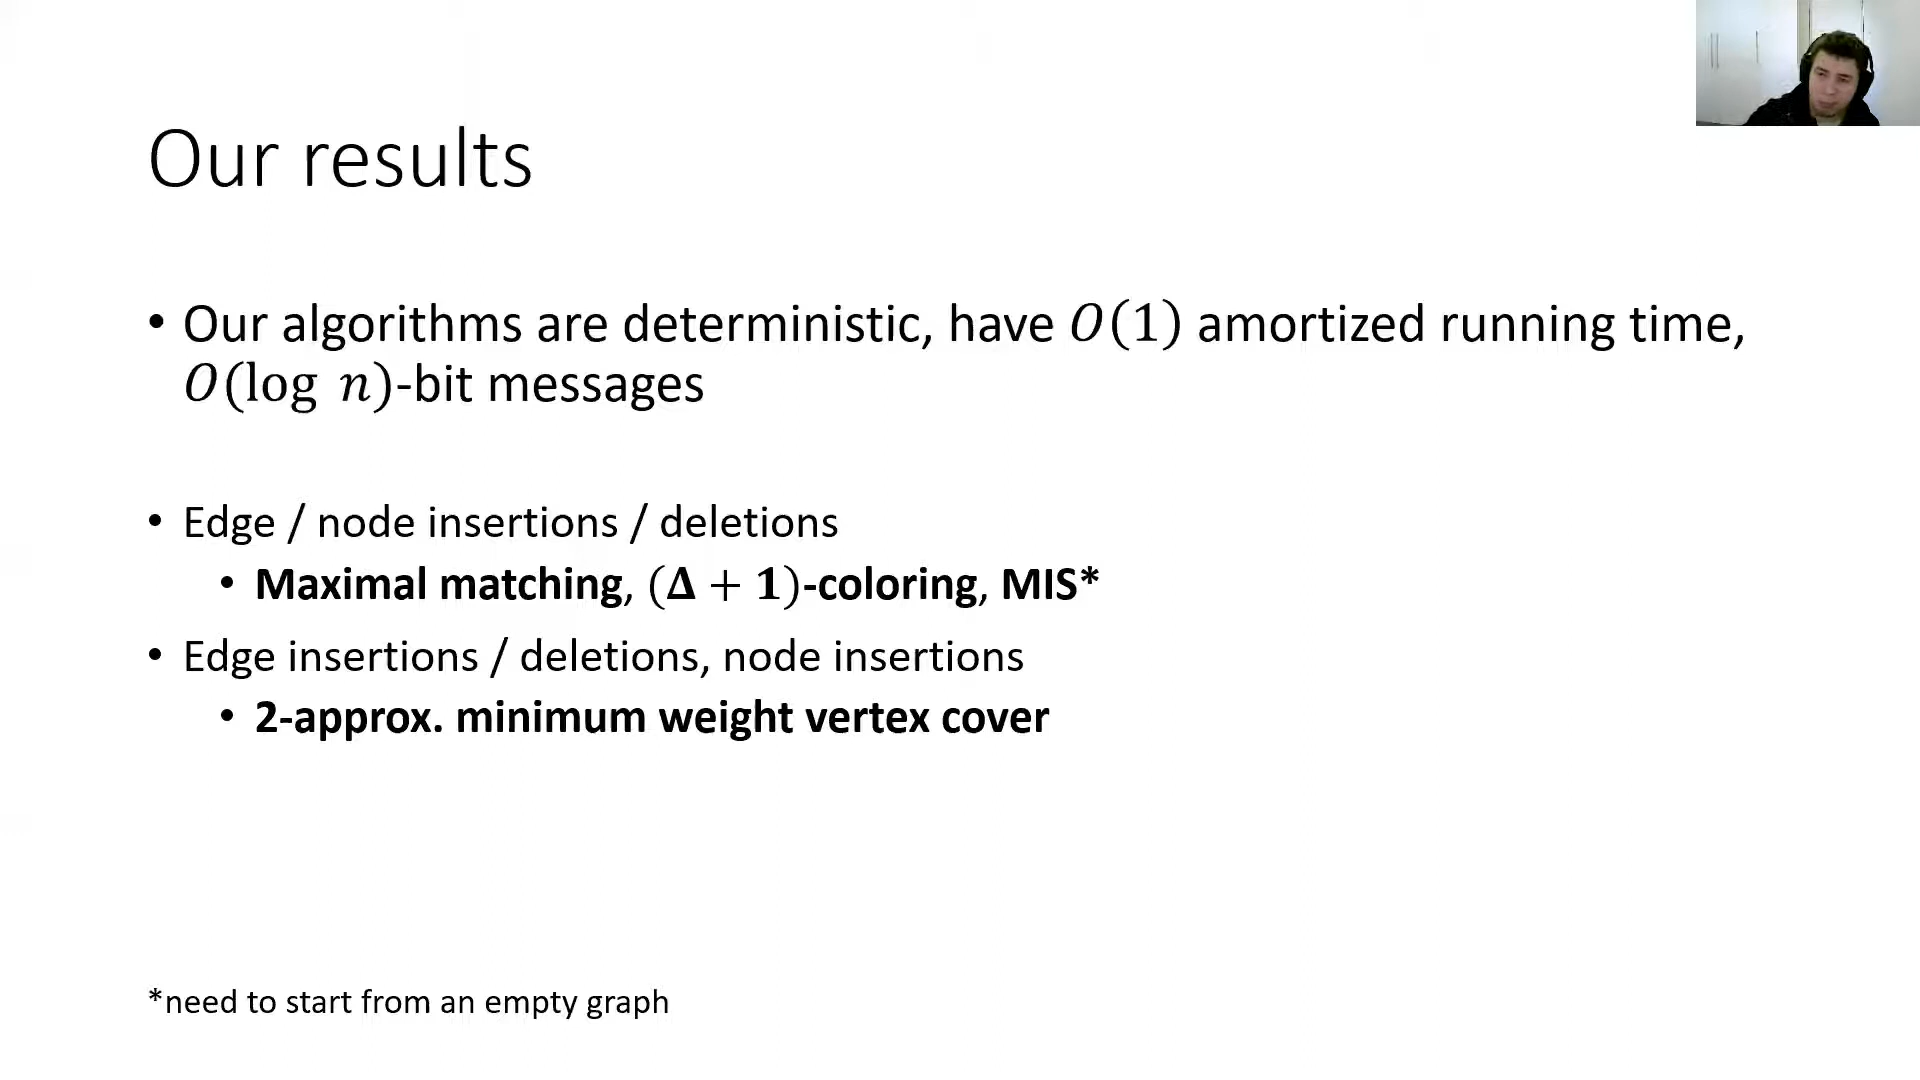 Our results
• Our algorithms are deterministic, have 𝑂(1) amortized running time,
𝑂(log 𝑛)-bit messages
• Edge / node insertions / deletions
• Maximal matching, (𝚫 + 𝟏)-coloring, MIS*
• Edge insertions / deletions, node insertions
• 2-approx. minimum weight vertex cover
*need to start from an empty graph